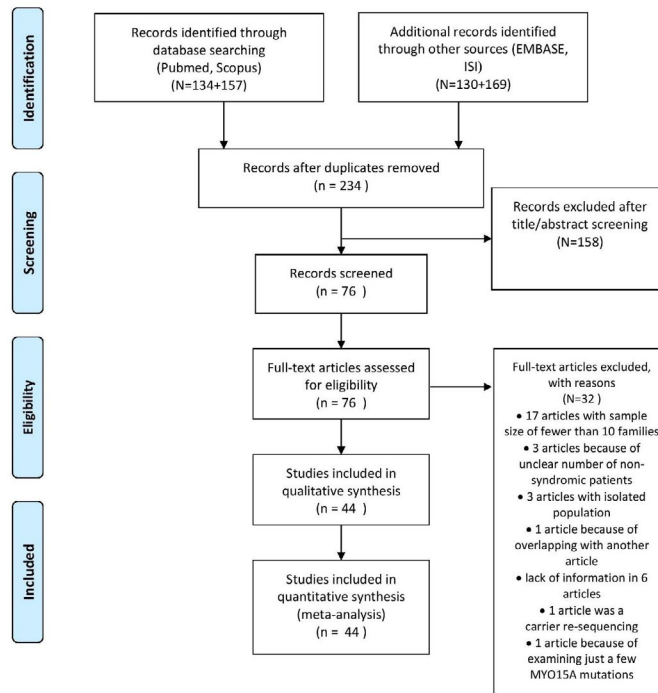 Identification
Records identified through
database searching
(Pubmed, Scopus)
(N=134+157)
Additional records identified
through other sources (EMBASE,
ISI)
(N=130+169)
Records after duplicates removed
(n = 234 )
Screening
Records excluded after
title/abstract screening
(N=158)
Records screened
(n = 76 )
Eligibility
Full-text articles assessed
for eligibility
(n = 76 )
Full-text articles excluded,
with reasons
(N=32 )
• 17 articles with sample
size of fewer than 10 families
• 3 articles because of
unclear number of non-
syndromic patients
• 3 articles with isolated
population
• 1 article because of
overlapping with another
article
• lack of information in 6
articles
• 1 article was a
carrier re-sequencing
• 1 article because of
examining just a few
MYO15A mutations
Studies included in
qualitative synthesis
(n = 44 )
Included
Studies included in
quantitative synthesis
(meta-analysis)
(n = 44 )